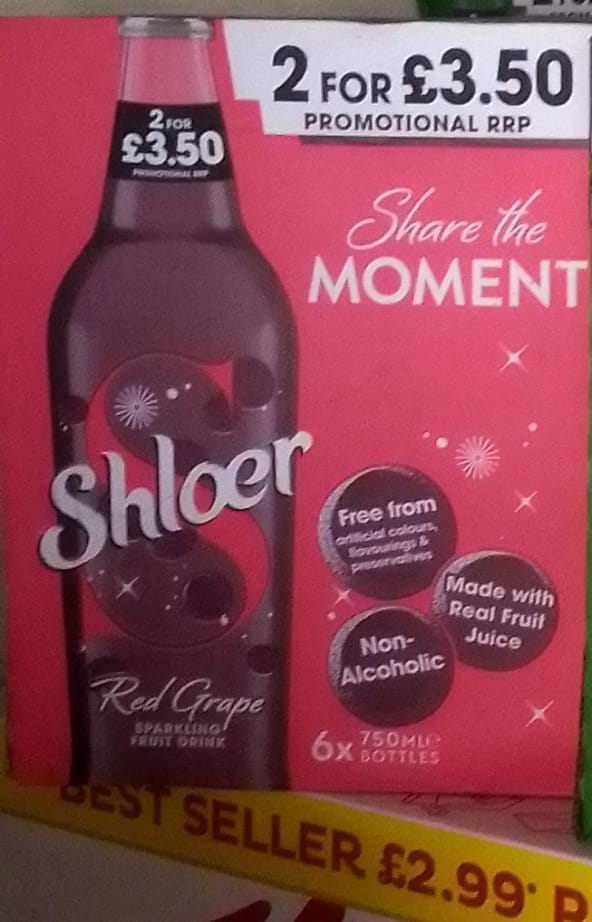 2 FOR £3.50
PROMOTIONAL RRP
2 FOR
£3.50
PROMOTIONAL RRP
Share the
MOMENT
Shloer
Free from
artificial colours,
flavourings &
preservatives
Made with
Real Fruit
Juice
Non-
Alcoholic
Red Grape
SPARKLING
FRUIT DRINK
6x 750ML℮
BOTTLES
BEST SELLER £2.99*